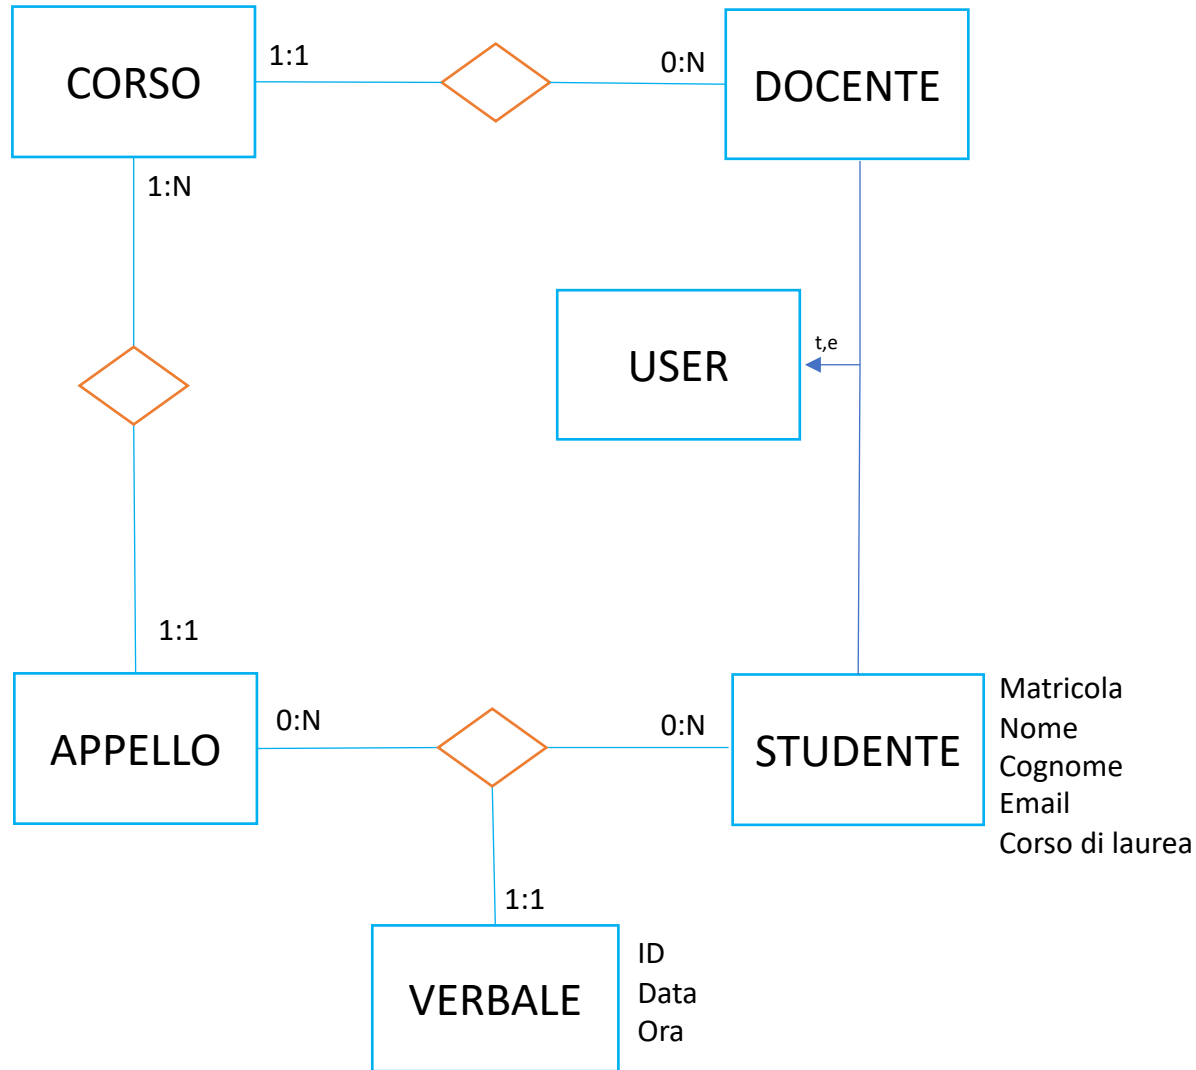 CORSO
1:1
0:N
DOCENTE
1:N
USER
t,e
1:1
APPELLO
0:N
0:N
STUDENTE
Matricola
Nome
Cognome
Email
Corso di laurea
1:1
VERBALE
ID
Data
Ora